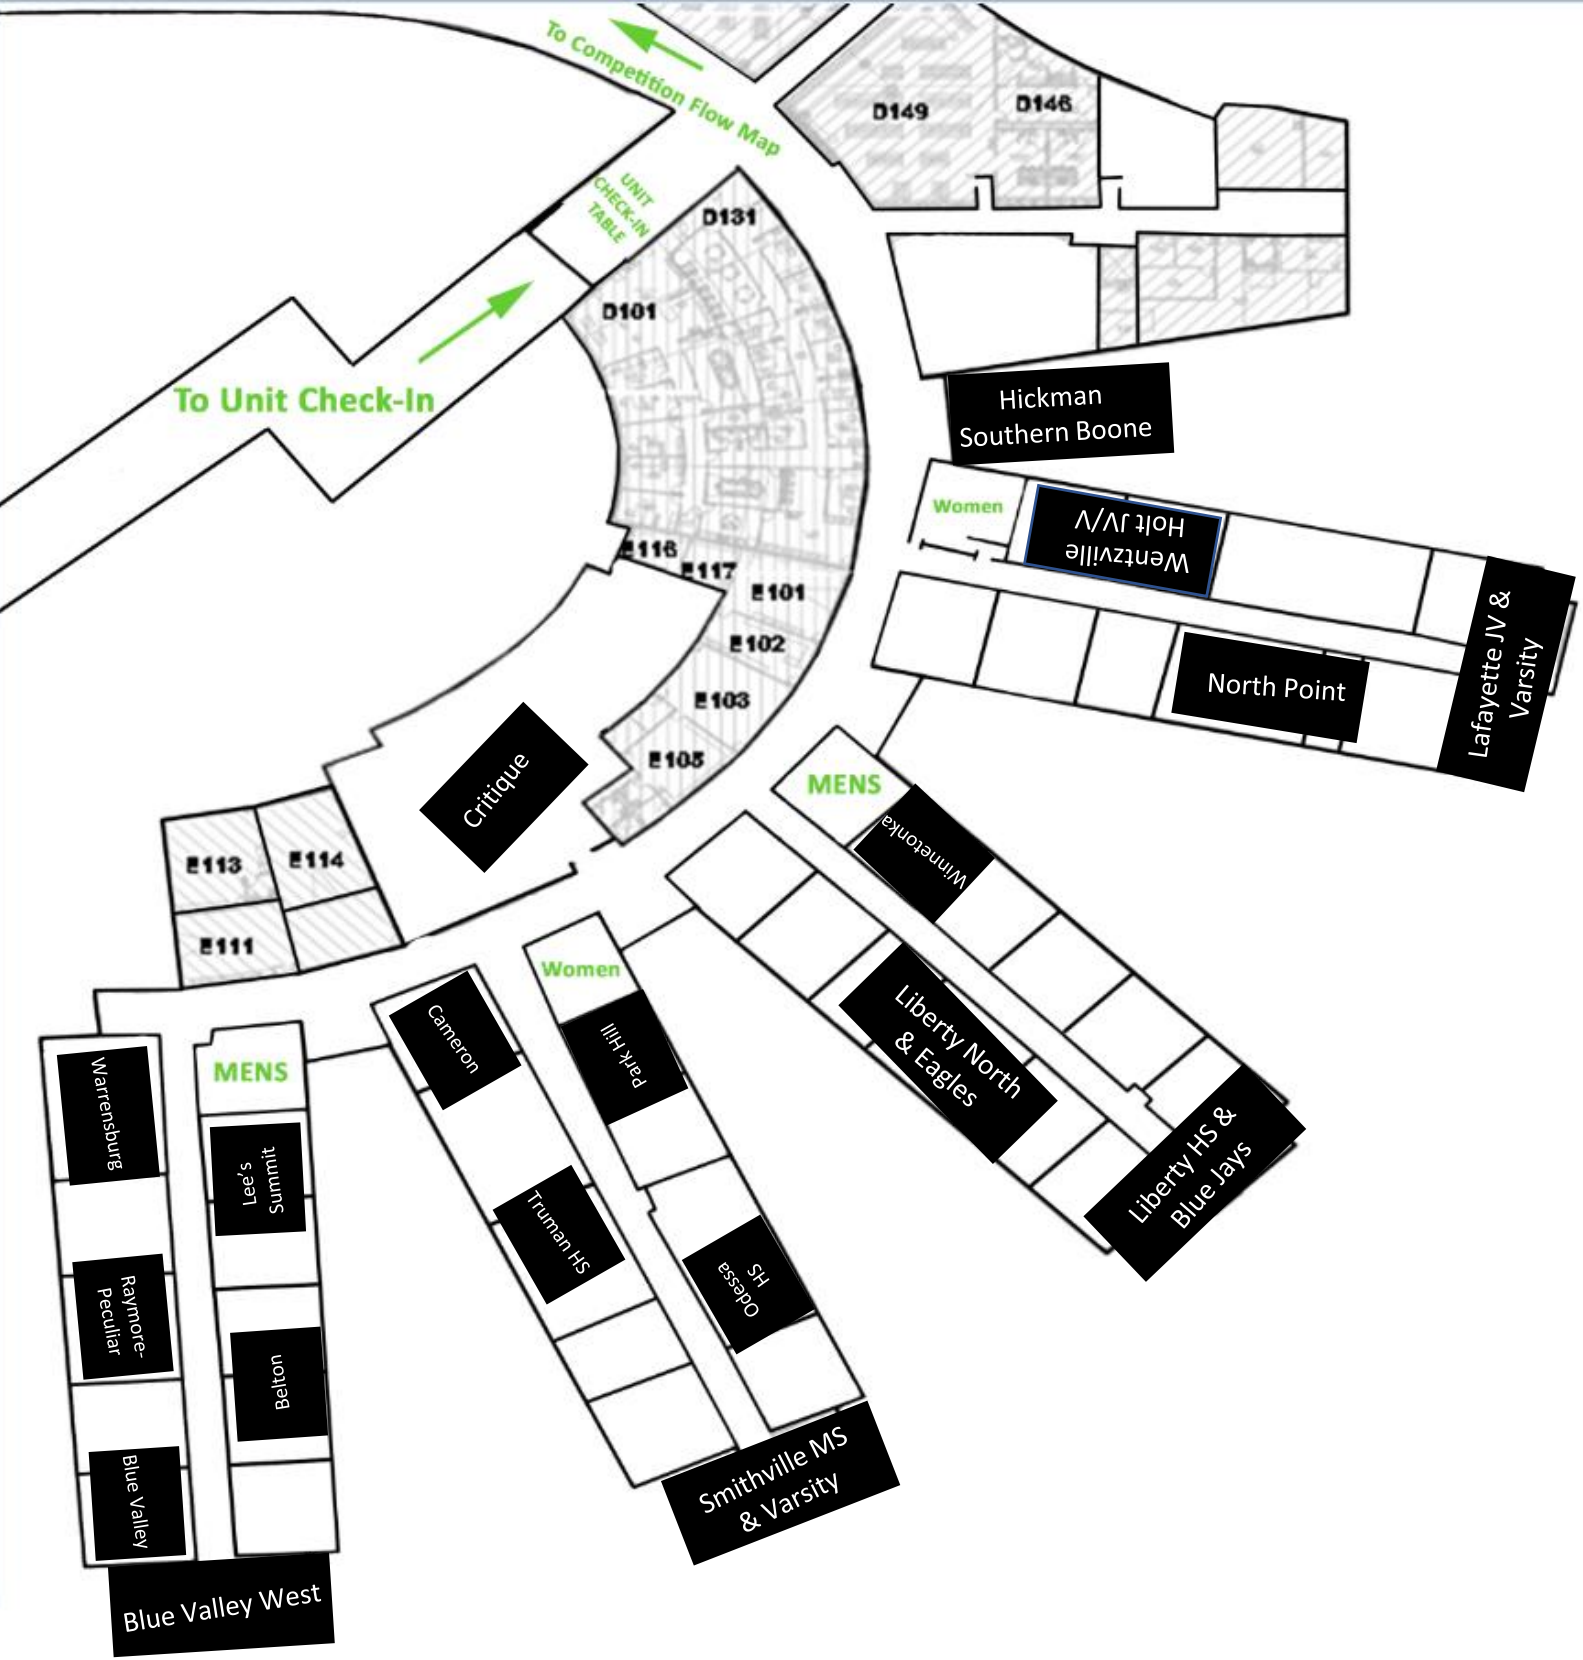 To Competition Flow Map
D149
D146
UNIT
CHECK-IN
TABLE
D131
D101
To Unit Check-In
Hickman
Southern Boone
Women
Wentzville
Holt JV/V
E116
E117
E101
E102
E103
E105
North Point
Lafayette JV &
Varsity
MENS
Winnetonka
Critique
E113
E114
E111
Women
Cameron
Park Hill
Liberty North
& Eagles
Liberty HS &
Blue Jays
MENS
Warrensburg
Lee's
Summit
Truman HS
Odessa
HS
Raymore-
Peculiar
Belton
Blue Valley
Smithville MS
& Varsity
Blue Valley West